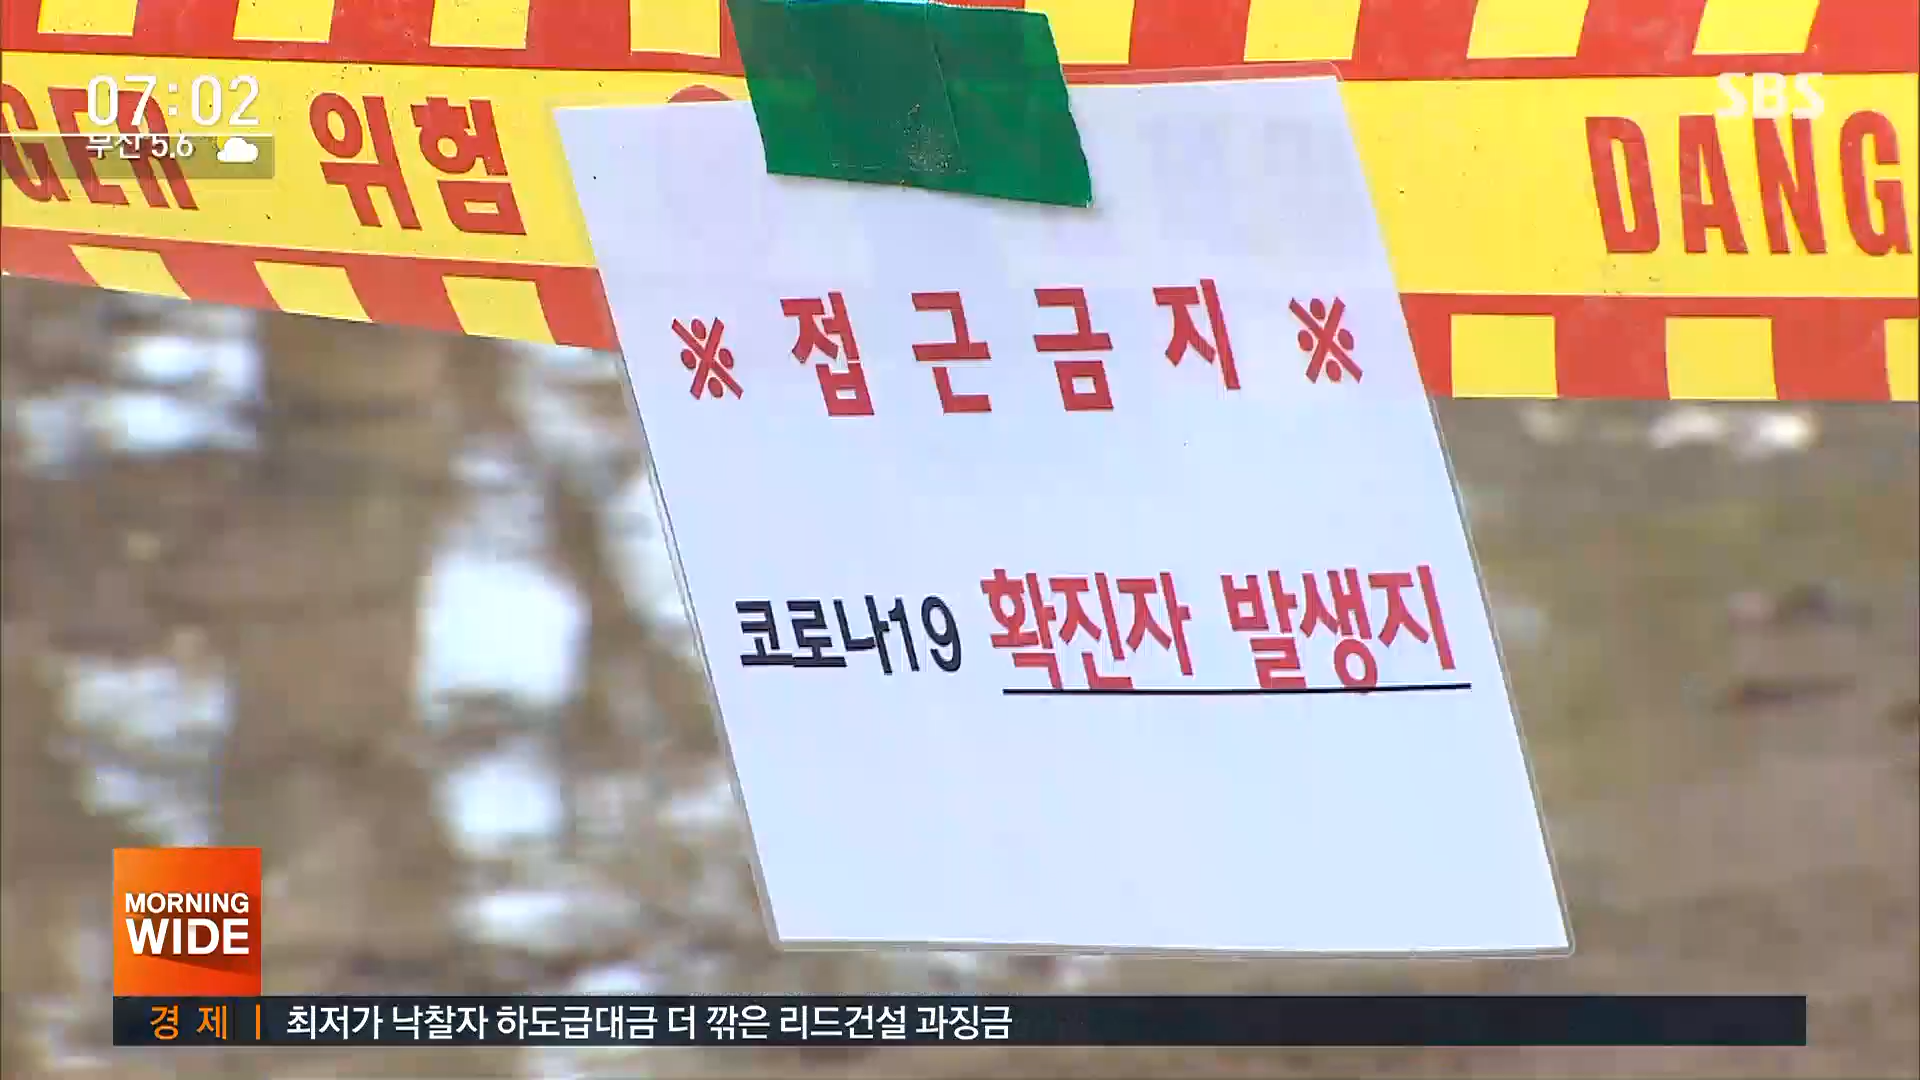 07:02
부산 5.6
SBS
GER 위험
DANG
※접근금지※
코로나19 확진자 발생지
MORNING
WIDE
경제 | 최저가 낙찰자 하도급대금 더 깎은 리드건설 과징금